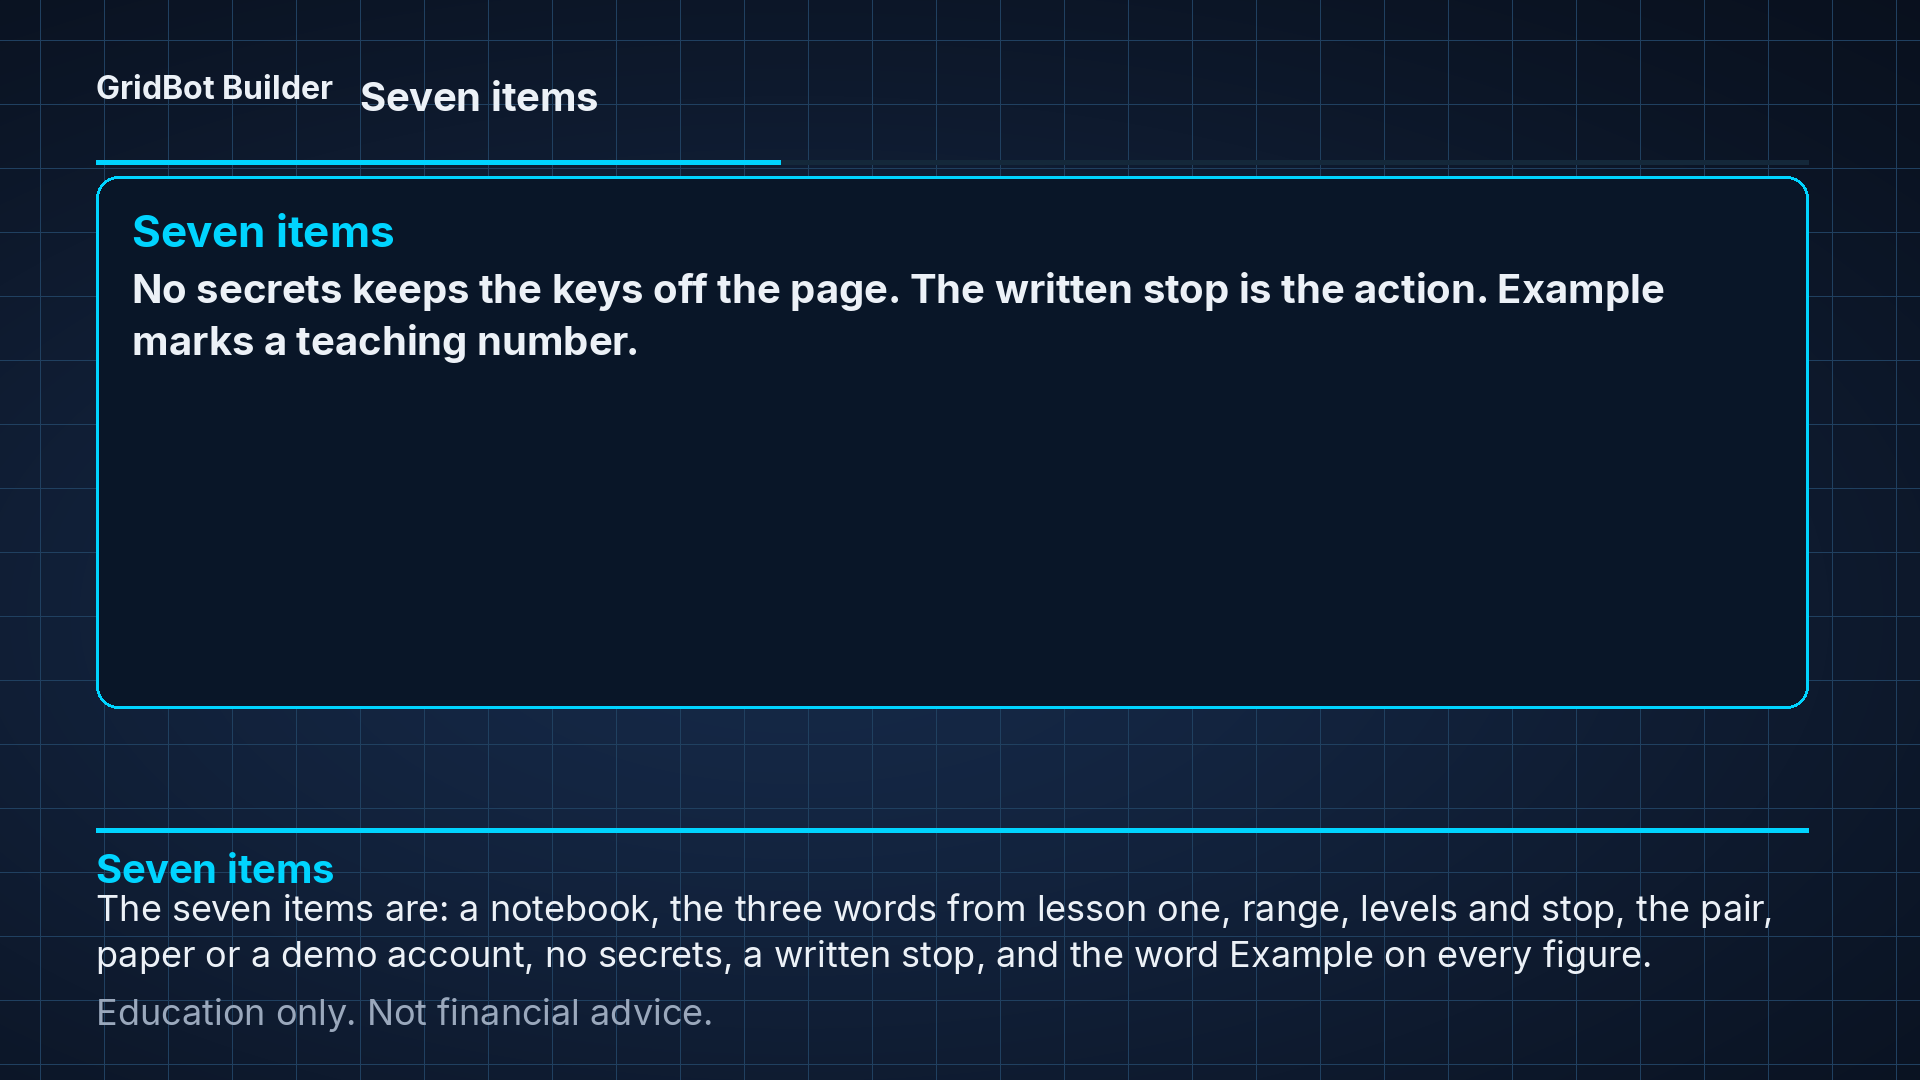 GridBot Builder
Seven items
Seven items
No secrets keeps the keys off the page. The written stop is the action. Example
marks a teaching number.
Seven items
The seven items are: a notebook, the three words from lesson one, range, levels and stop, the pair,
paper or a demo account, no secrets, a written stop, and the word Example on every figure.
Education only. Not financial advice.